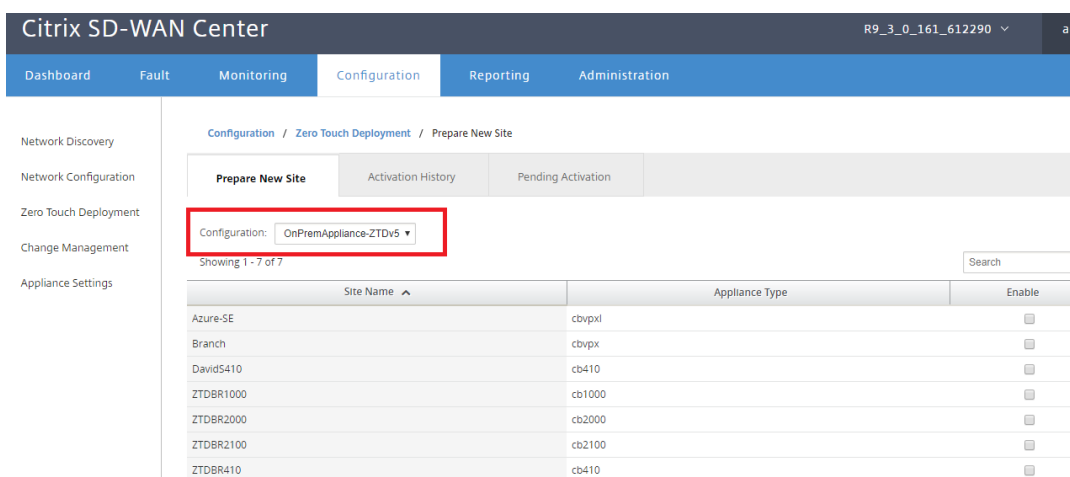 Citrix SD-WAN Center
R9_3_0_161_612290
a
Dashboard Fault Monitoring Configuration Reporting Administration
Network Discovery
Network Configuration
Zero Touch Deployment
Change Management
Appliance Settings
Configuration / Zero Touch Deployment / Prepare New Site
Prepare New Site Activation History Pending Activation
Configuration: OnPremAppliance-ZTDv5
Showing 1 - 7 of 7
Search
Site Name Appliance Type Enable
Azure-SE cbvpxl
Branch cbvpx
DavidS410 cb410
ZTDBR1000 cb1000
ZTDBR2000 cb2000
ZTDBR2100 cb2100
ZTDBR410 cb410